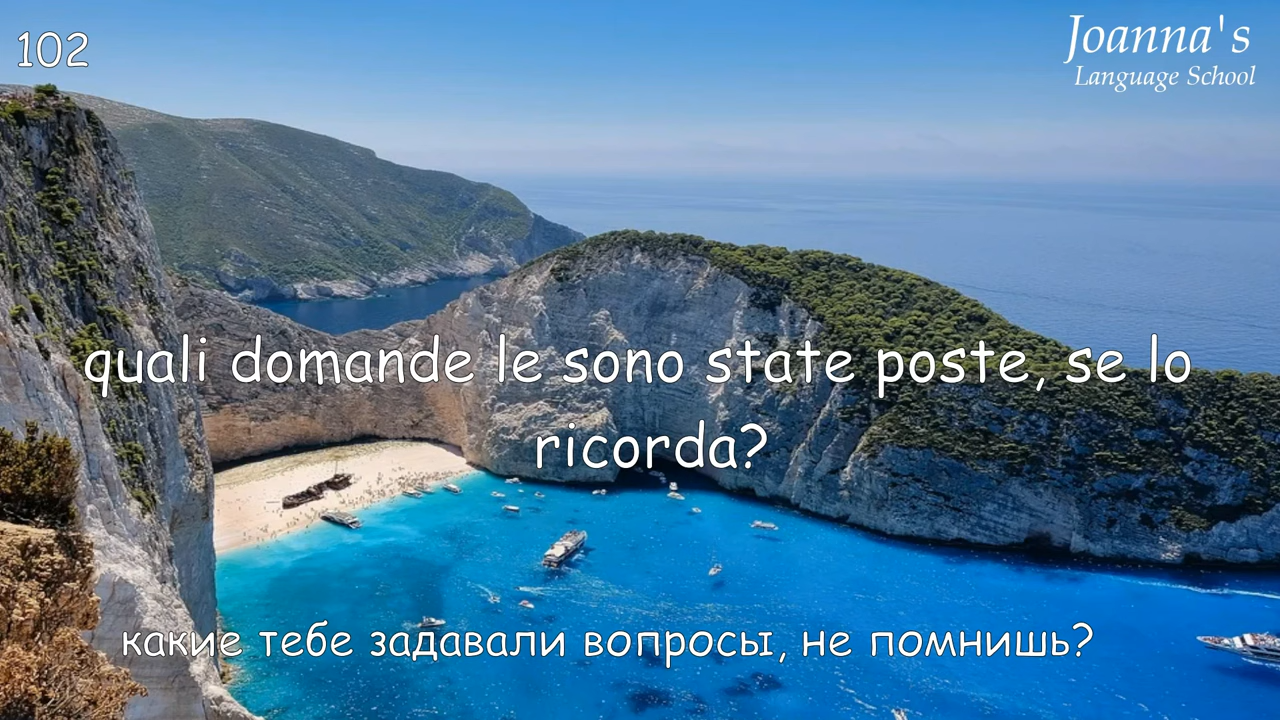 102
Joanna's
Language School
quali domande le sono state poste, se lo
ricorda?
какие тебе задавали вопросы, не помнишь?